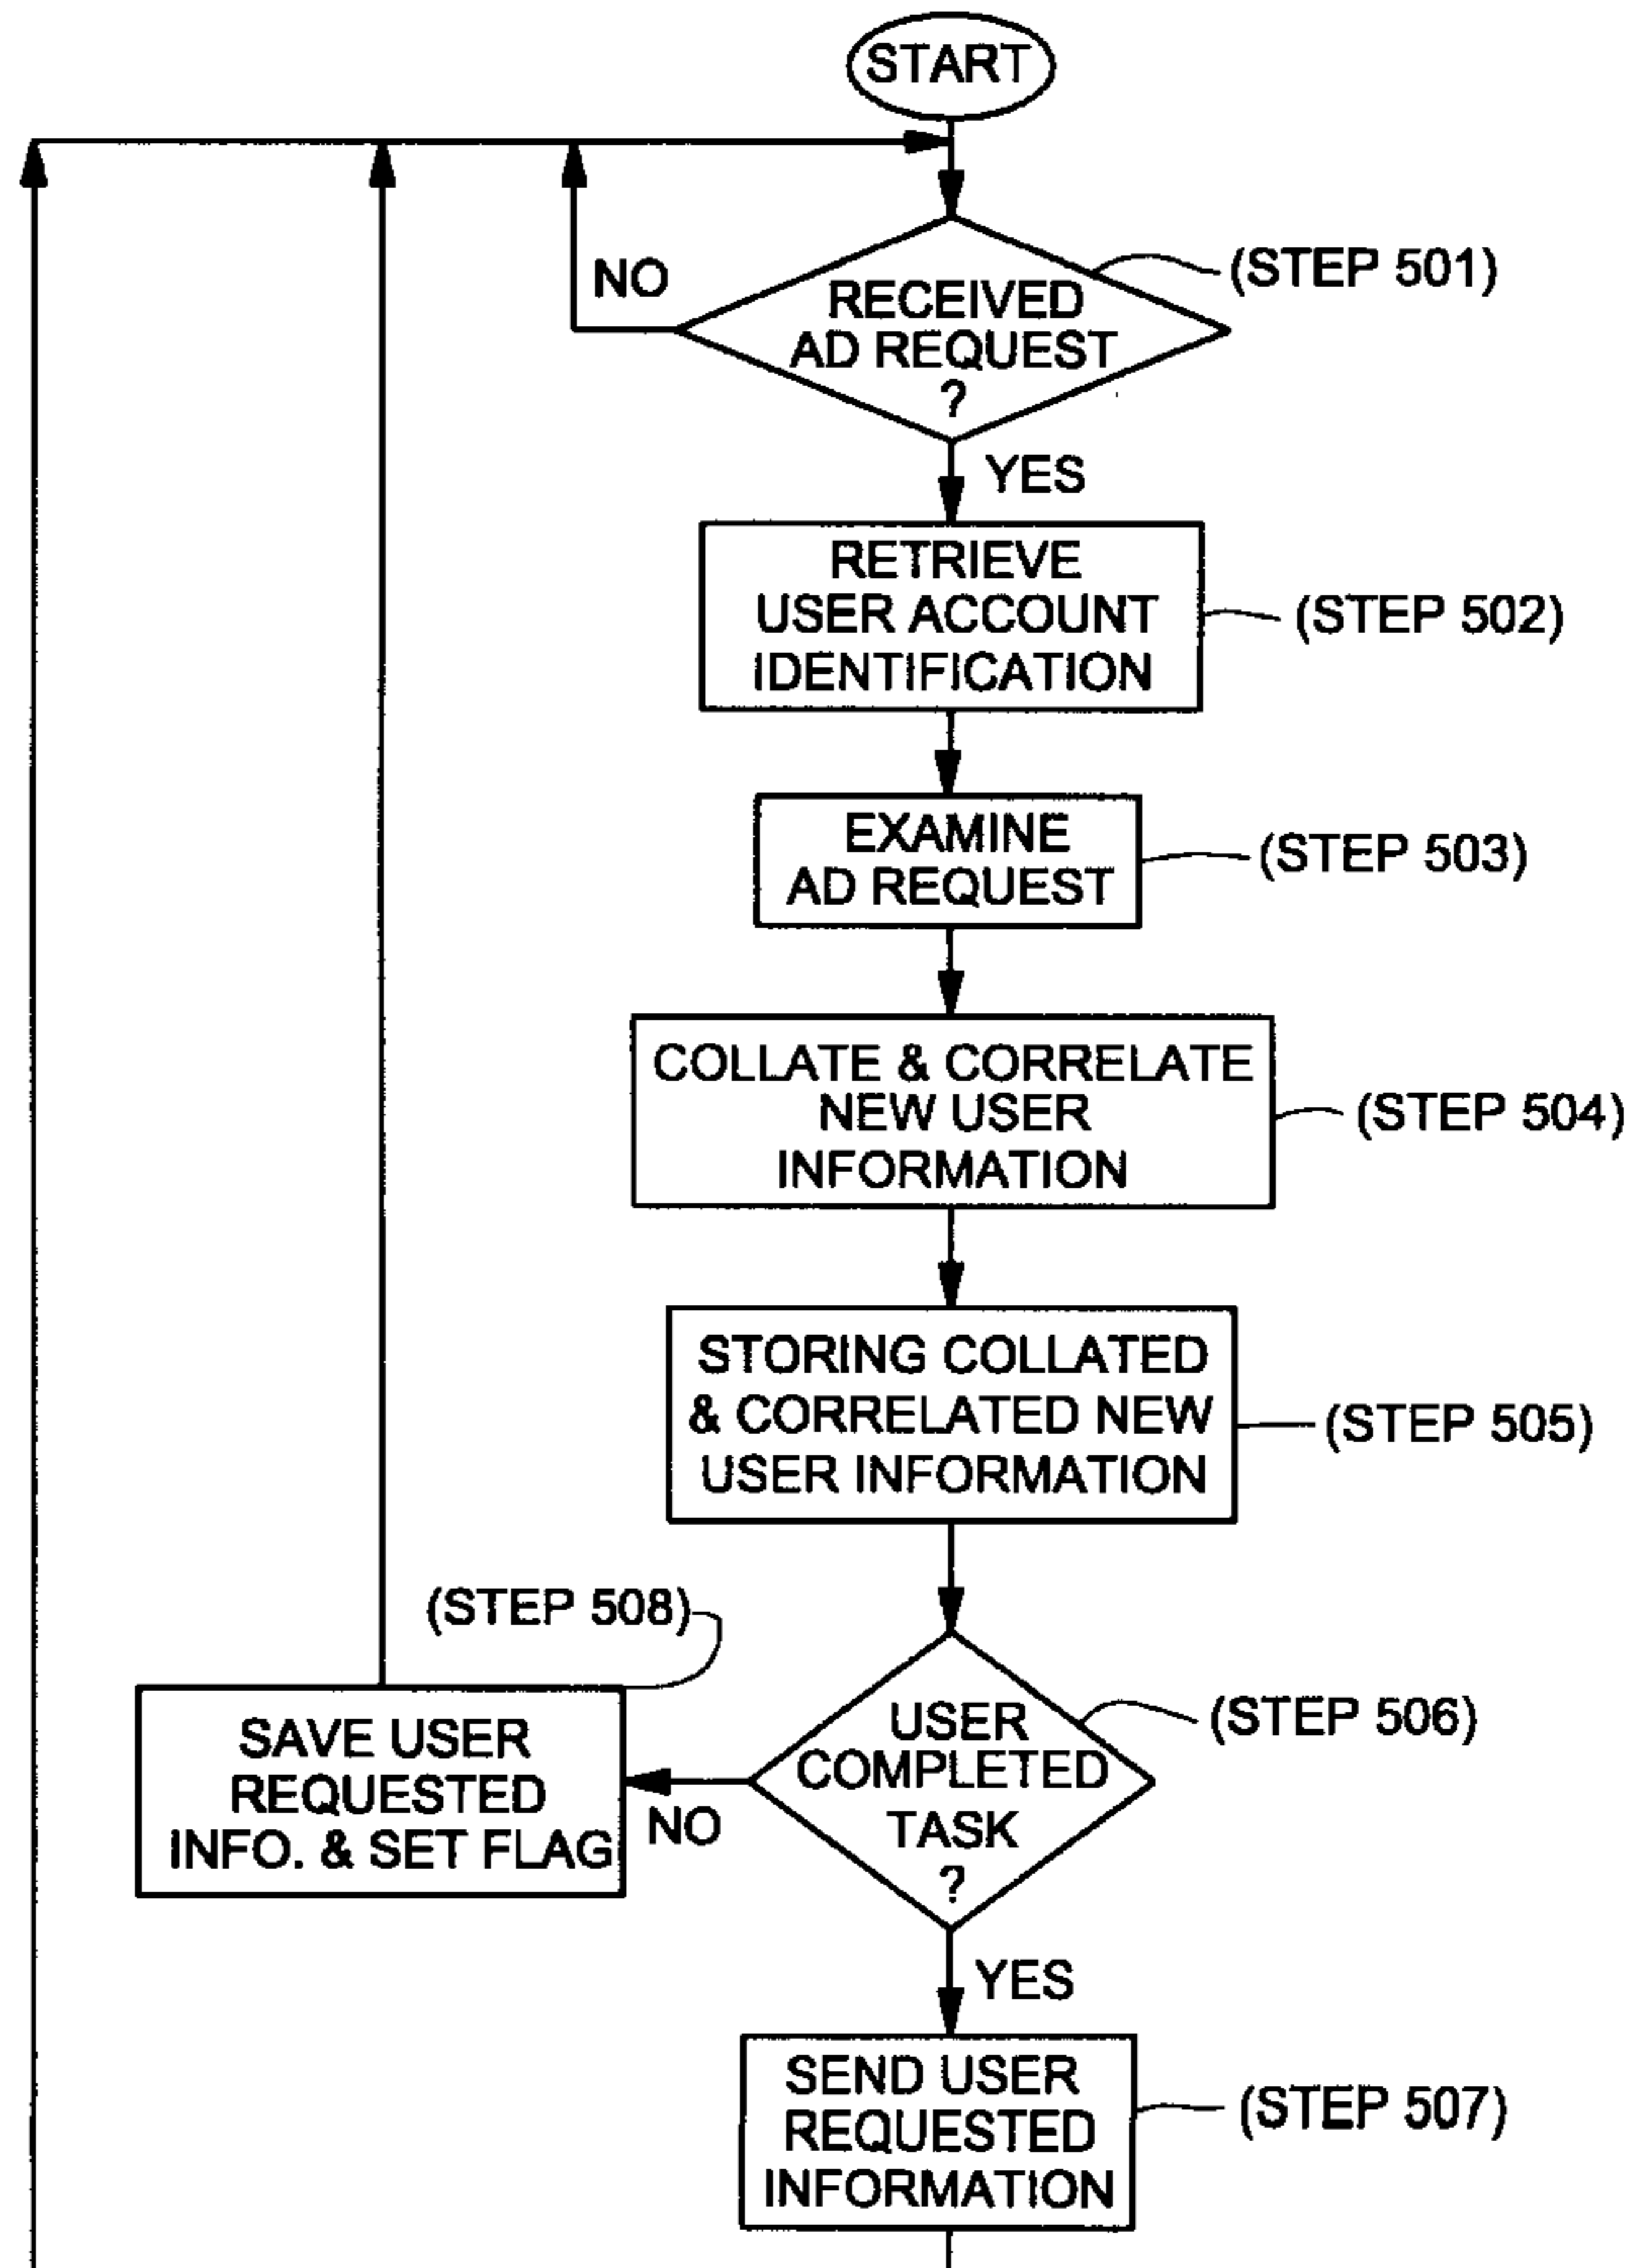 START
NO
(STEP 501)
RECEIVED
AD REQUEST
?
YES
RETRIEVE
USER ACCOUNT
IDENTIFICATION
(STEP 502)
EXAMINE
AD REQUEST
(STEP 503)
COLLATE & CORRELATE
NEW USER
INFORMATION
(STEP 504)
STORING COLLATED
& CORRELATED NEW
USER INFORMATION
(STEP 505)
(STEP 508)
SAVE USER
REQUESTED
INFO. & SET FLAG
NO
USER
COMPLETED
TASK
?
(STEP 506)
YES
SEND USER
REQUESTED
INFORMATION
(STEP 507)